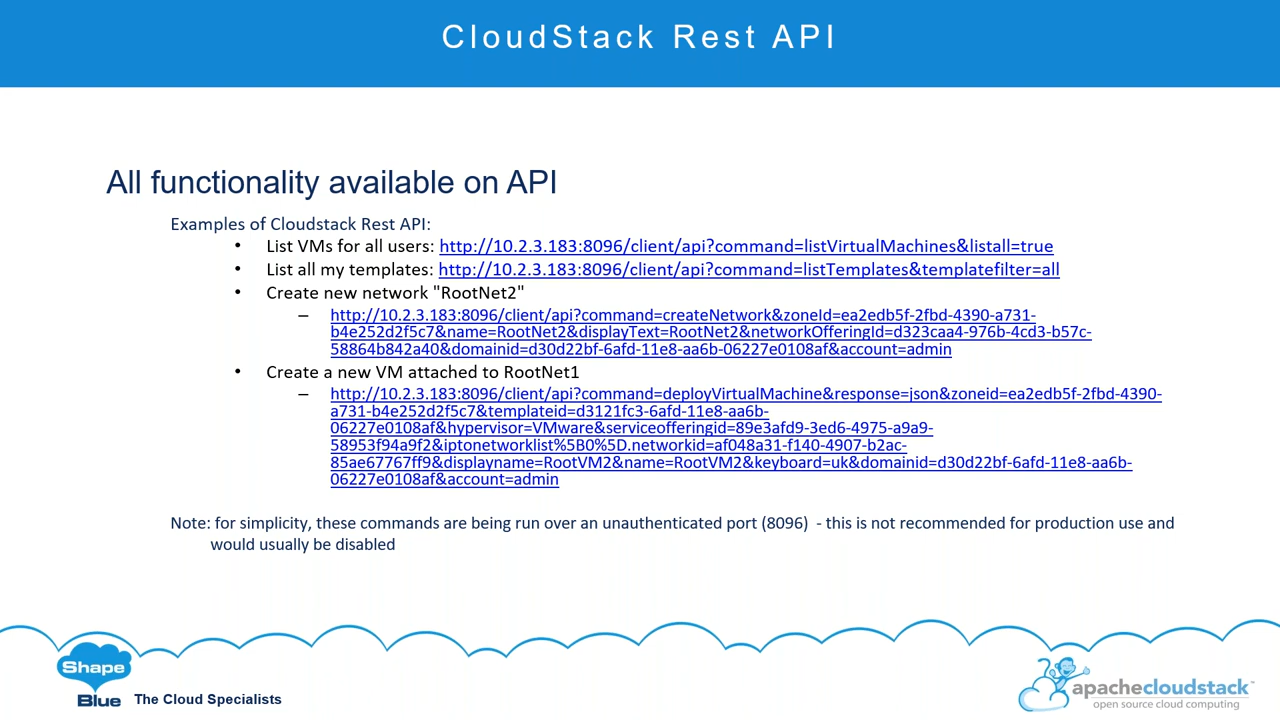 CloudStack Rest API
All functionality available on API
Examples of Cloudstack Rest API:
• List VMs for all users: http://10.2.3.183:8096/client/api?command=listVirtualMachines&listall=true
• List all my templates: http://10.2.3.183:8096/client/api?command=listTemplates&templatefilter=all
• Create new network "RootNet2"
– http://10.2.3.183:8096/client/api?command=createNetwork&zoneId=ea2edb5f-2fbd-4390-a731-
b4e252d2f5c7&name=RootNet2&displayText=RootNet2&networkOfferingId=d323caa4-976b-4cd3-b57c-
58864b842a40&domainid=d30d22bf-6afd-11e8-aa6b-06227e0108af&account=admin
• Create a new VM attached to RootNet1
– http://10.2.3.183:8096/client/api?command=deployVirtualMachine&response=json&zoneid=ea2edb5f-2fbd-4390-
a731-b4e252d2f5c7&templateid=d3121fc3-6afd-11e8-aa6b-
06227e0108af&hypervisor=VMware&serviceofferingid=89e3afd9-3ed6-4975-a9a9-
58953f94a9f2&iptonetworklist%5B0%5D.networkid=af048a31-f140-4907-b2ac-
85ae67767ff9&displayname=RootVM2&name=RootVM2&keyboard=uk&domainid=d30d22bf-6afd-11e8-aa6b-
06227e0108af&account=admin
Note: for simplicity, these commands are being run over an unauthenticated port (8096) - this is not recommended for production use and
would usually be disabled
Shape
Blue The Cloud Specialists
apachecloudstack™
open source cloud computing